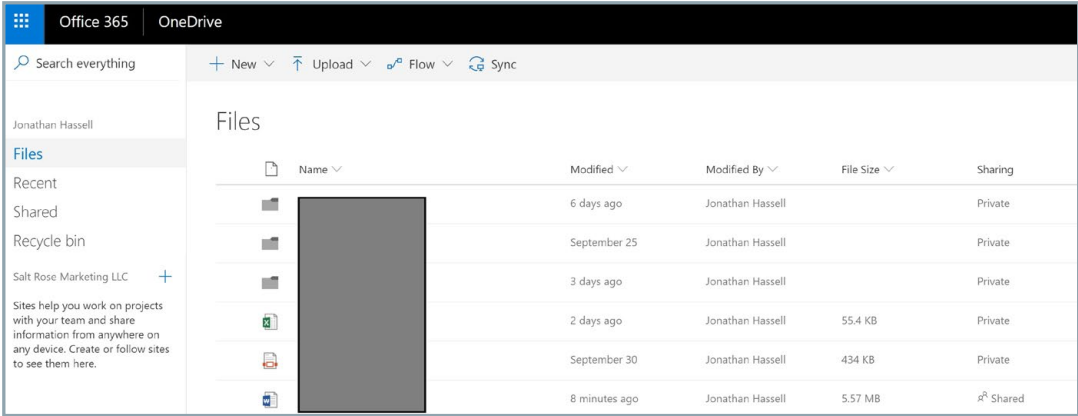 Office 365 OneDrive
Search everything
New Upload Flow Sync
Jonathan Hassell
Files
Recent
Shared
Recycle bin
Salt Rose Marketing LLC
Sites help you work on projects
with your team and share
information from anywhere on
any device. Create or follow sites
to see them here.
Files
Name Modified Modified By File Size Sharing
6 days ago Jonathan Hassell Private
September 25 Jonathan Hassell Private
3 days ago Jonathan Hassell Private
2 days ago Jonathan Hassell 55.4 KB Private
September 30 Jonathan Hassell 434 KB Private
8 minutes ago Jonathan Hassell 5.57 MB Shared